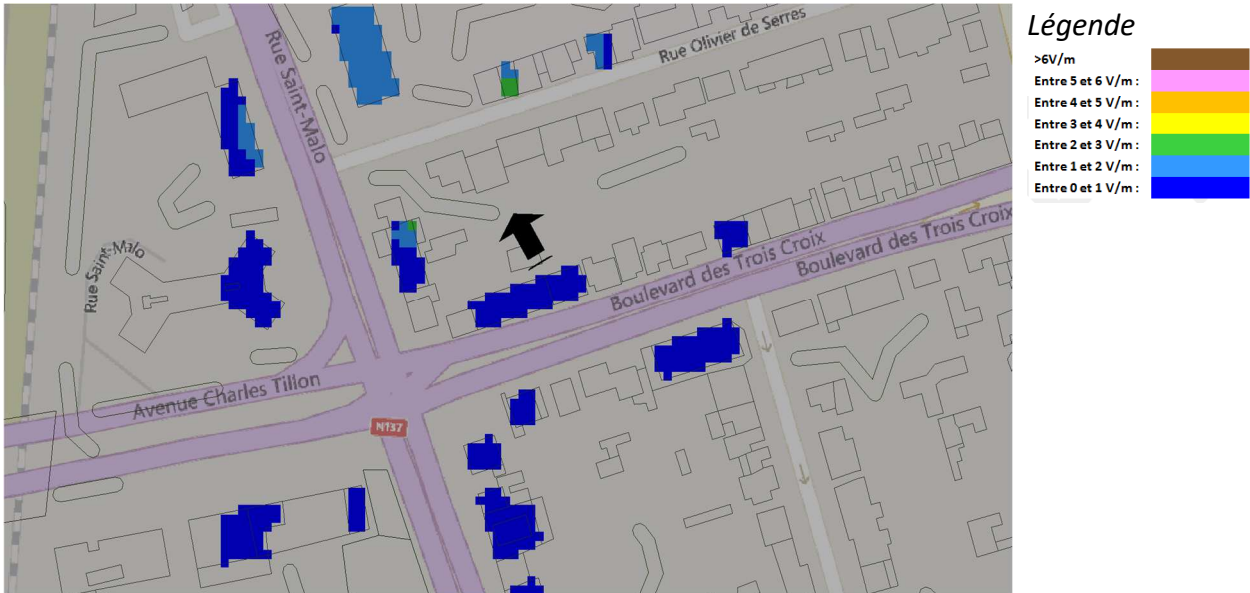 Légende
>6V/m
Entre 5 et 6 V/m :
Entre 4 et 5 V/m :
Entre 3 et 4 V/m :
Entre 2 et 3 V/m :
Entre 1 et 2 V/m :
Entre 0 et 1 V/m :
Rue Olivier de Serres
Rue Saint-Malo
Rue Saint-Malo
Boulevard des Trois Croix
Boulevard des Trois Croix
Avenue Charles Tillon
N137